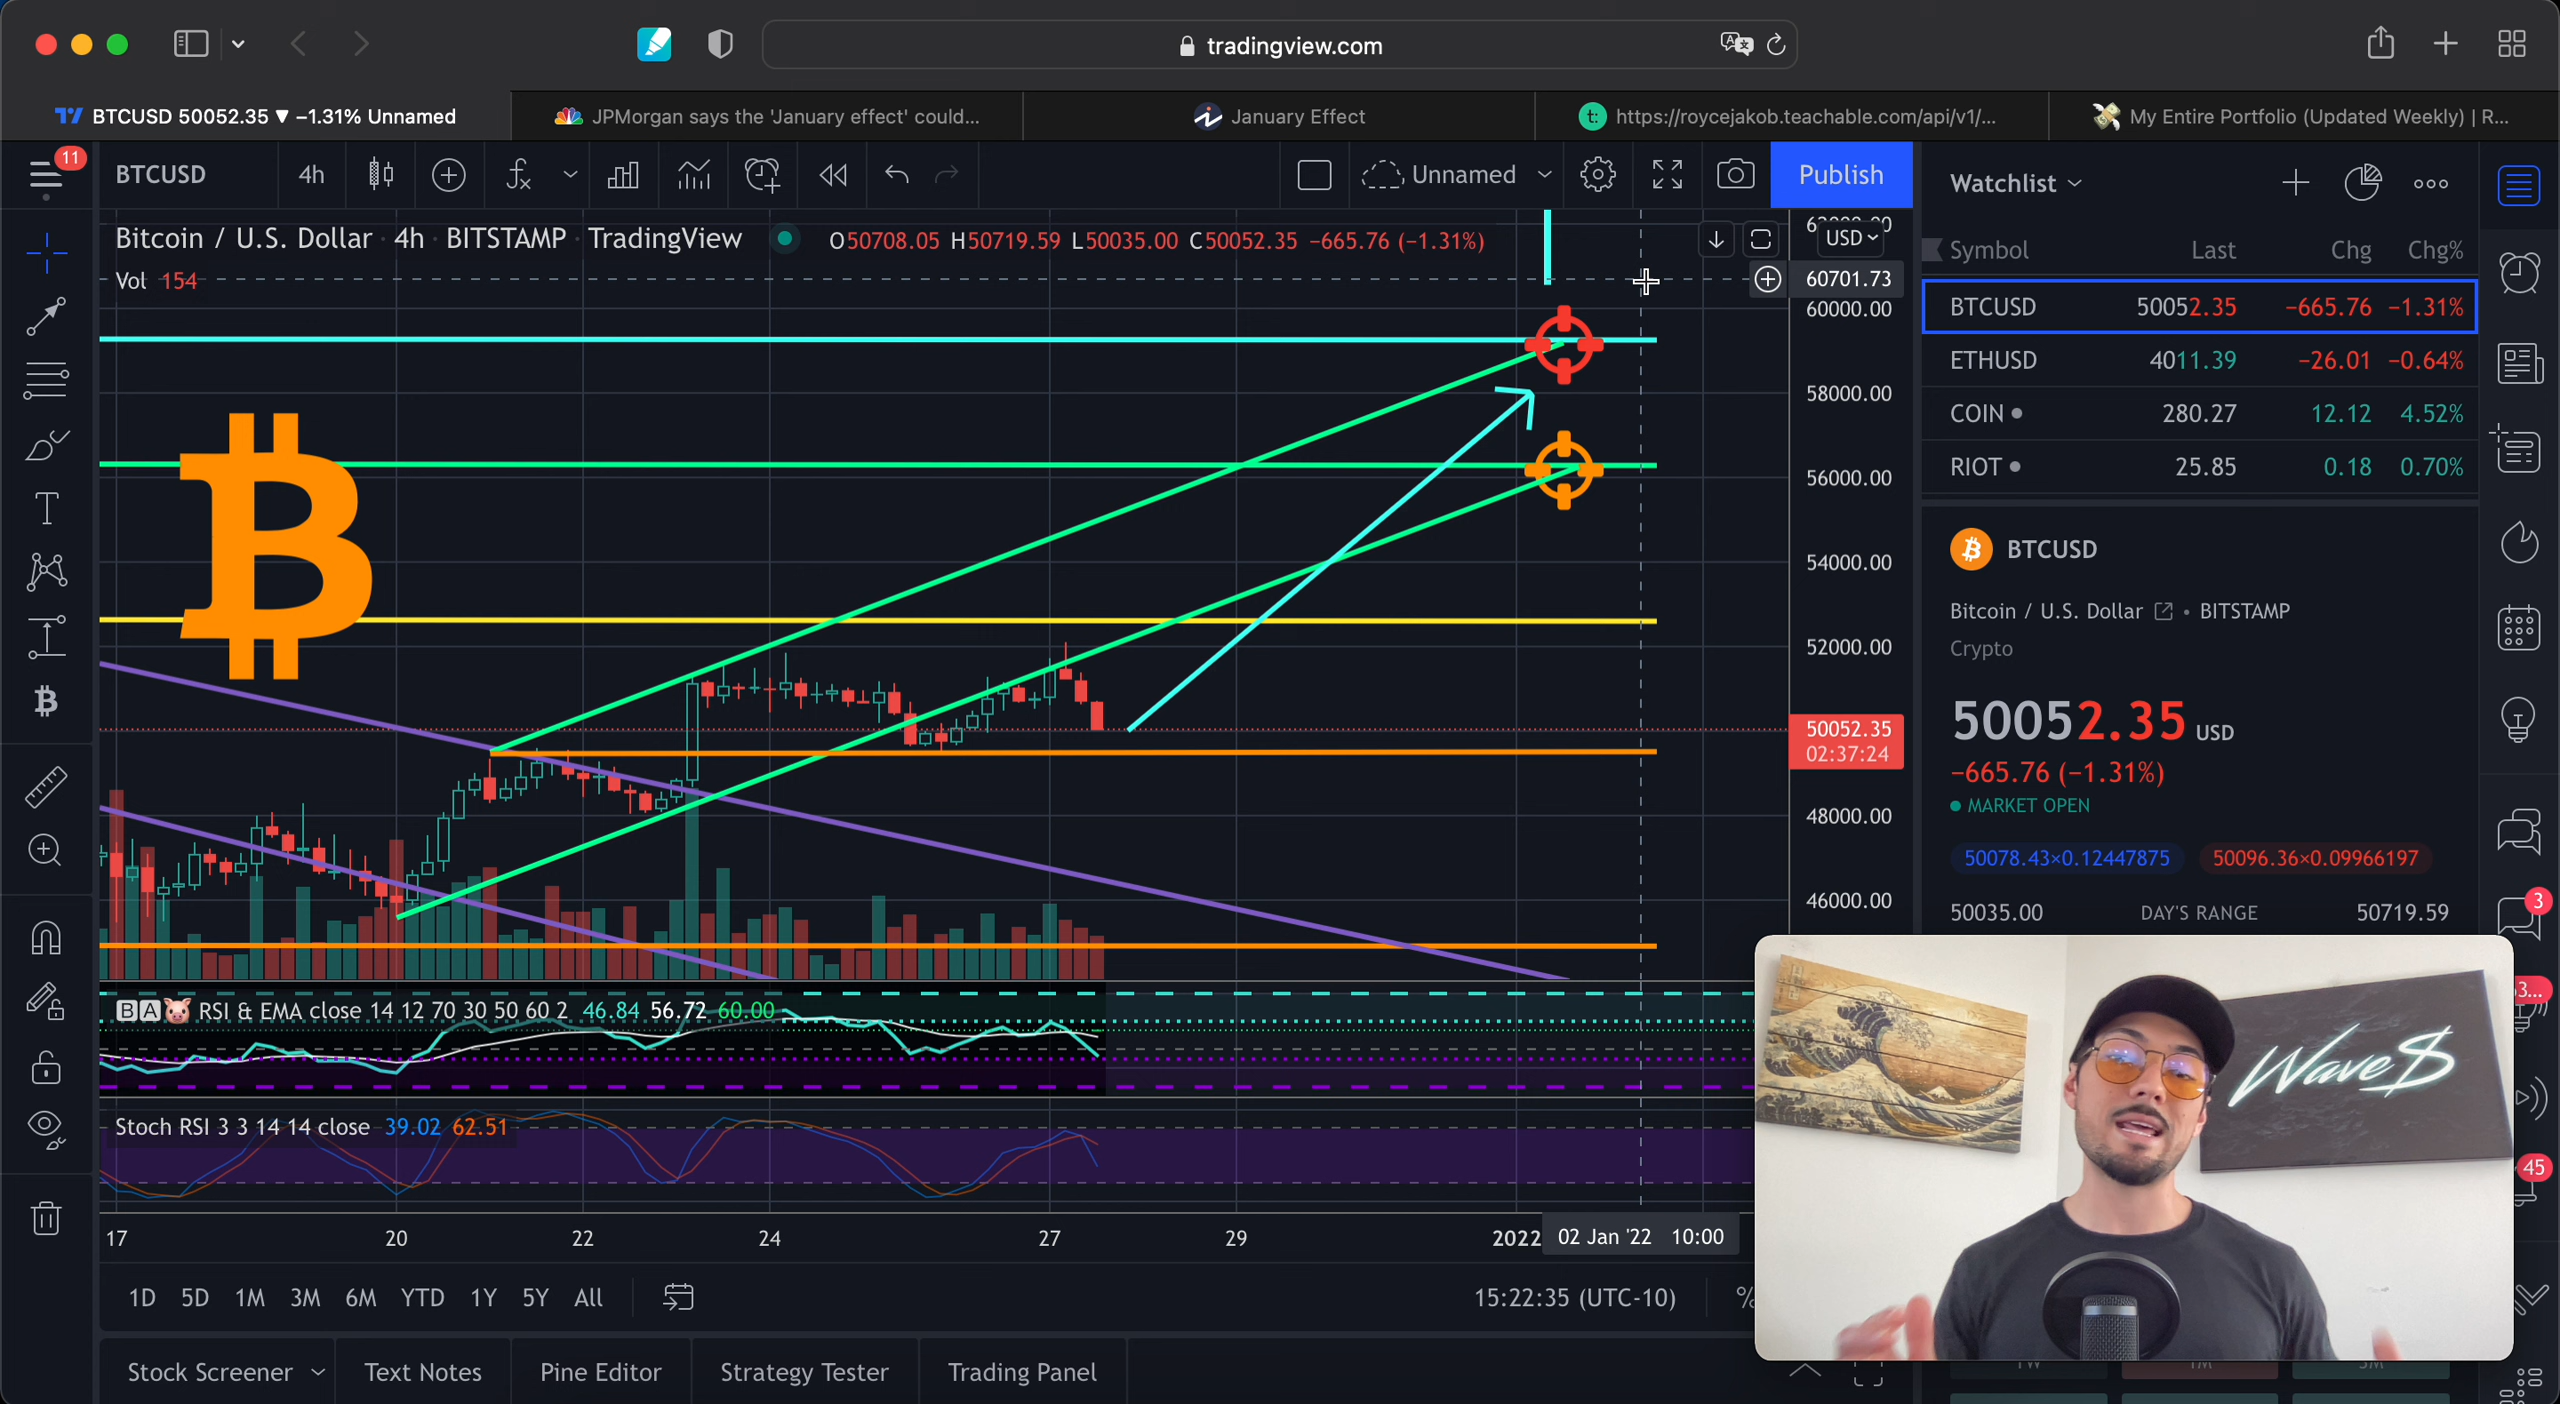 tradingview.com
BTCUSD 50052.35 ▼ −1.31% Unnamed
JPMorgan says the 'January effect' could...
January Effect
t:
https://roycejakob.teachable.com/api/v1/...
My Entire Portfolio (Updated Weekly) | R...
11
BTCUSD
4h
Unnamed
Publish
Watchlist
Bitcoin / U.S. Dollar · 4h · BITSTAMP · TradingView
O50708.05 H50719.59 L50035.00 C50052.35 −665.76 (−1.31%)
USD
Vol 154
60701.73
60000.00
58000.00
56000.00
54000.00
52000.00
50052.35
02:37:24
48000.00
46000.00
Symbol Last Chg Chg%
BTCUSD 50052.35 −665.76 −1.31%
ETHUSD 4011.39 −26.01 −0.64%
COIN 280.27 12.12 4.52%
RIOT 25.85 0.18 0.70%
BTCUSD
Bitcoin / U.S. Dollar • BITSTAMP
Crypto
50052.35 USD
−665.76 (−1.31%)
MARKET OPEN
50078.43×0.12447875 50096.36×0.09966197
50035.00 DAY'S RANGE 50719.59
3
3...
45
BA RSI & EMA close 14 12 70 30 50 60 2 46.84 56.72 60.00
Stoch RSI 3 3 14 14 close 39.02 62.51
Wave$
17 20 22 24 27 29 2022 02 Jan '22 10:00
1D 5D 1M 3M 6M YTD 1Y 5Y All
15:22:35 (UTC-10)
%
Stock Screener Text Notes Pine Editor Strategy Tester Trading Panel